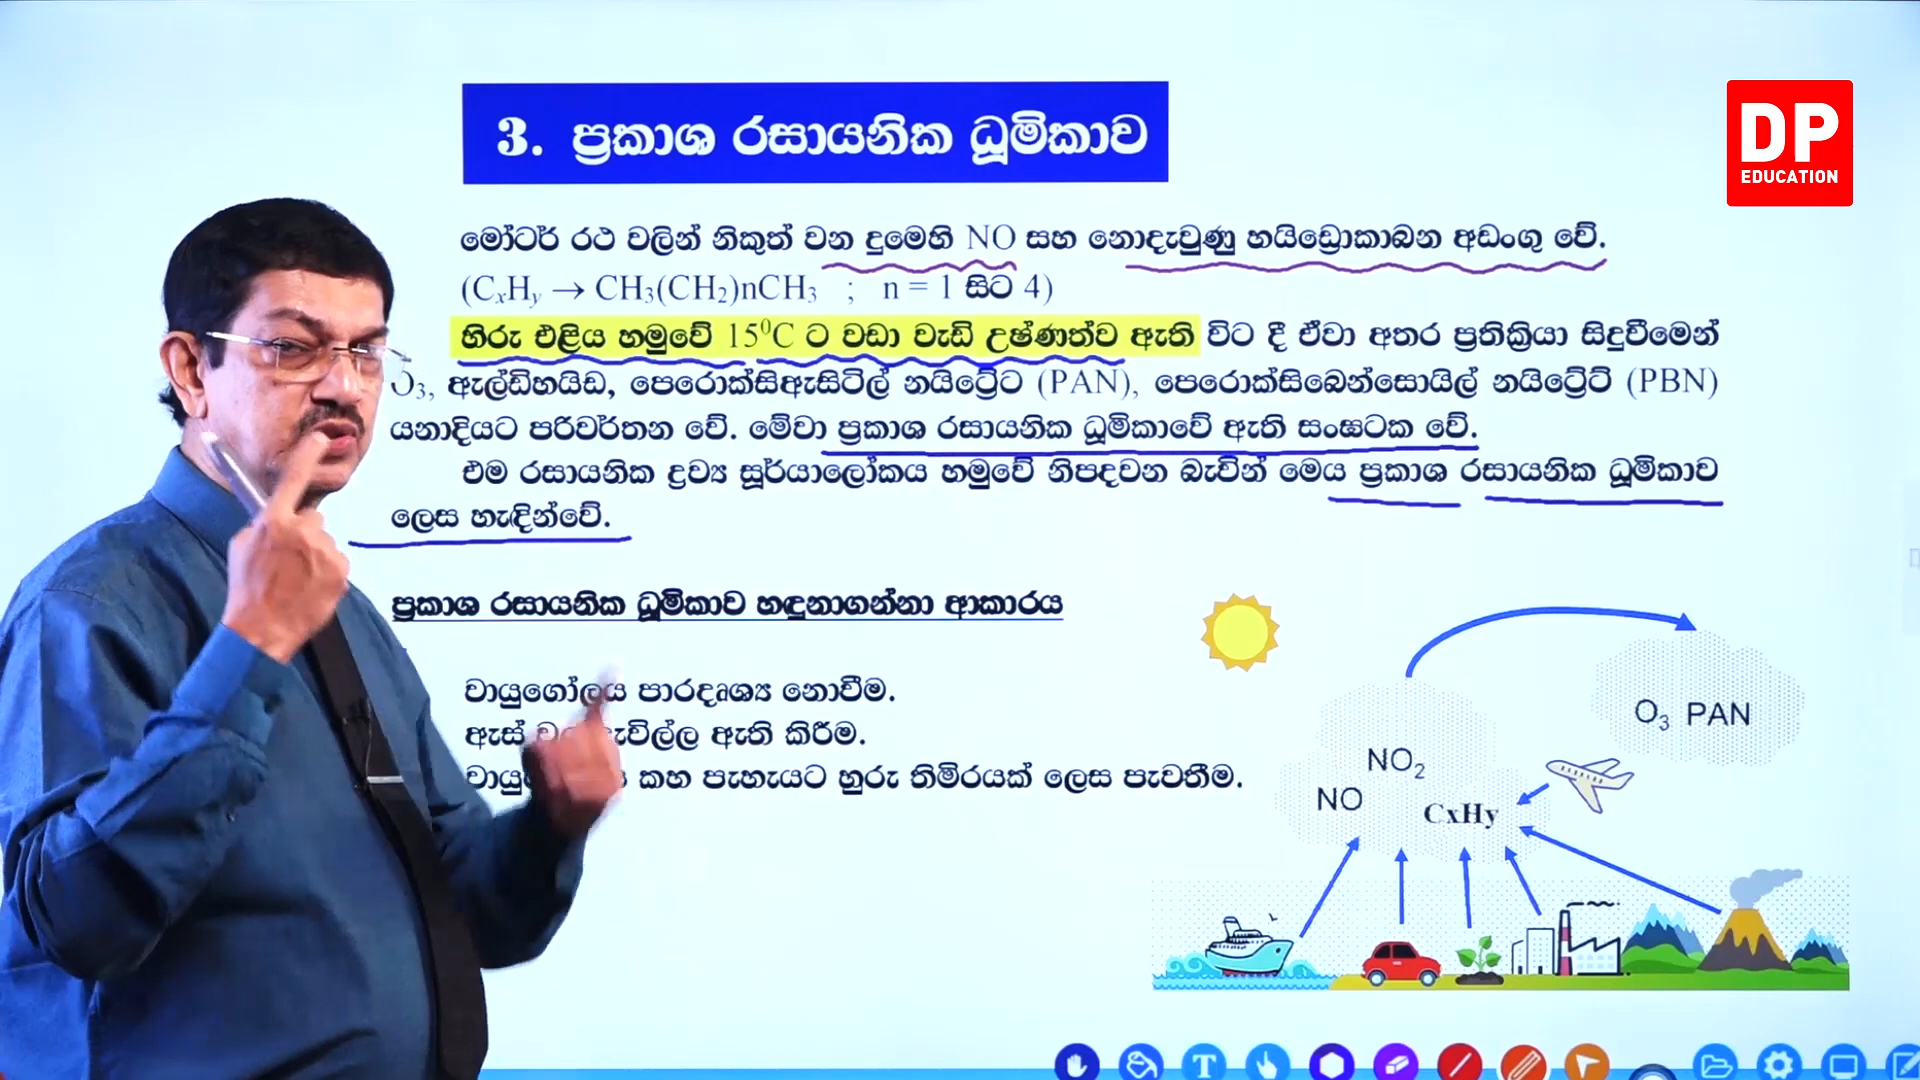 3. ප්‍රකාශ රසායනික ධූමිකාව
DP
EDUCATION
මෝටර් රථ වලින් නිකුත් වන දුමෙහි NO සහ නොදැවුණු හයිඩ්‍රොකාබන අඩංගු වේ.
(CₓHᵧ → CH₃(CH₂)nCH₃ ; n = 1 සිට 4)
හිරු එළිය හමුවේ 15⁰C ට වඩා වැඩි උෂ්ණත්ව ඇති විට දී ඒවා අතර ප්‍රතික්‍රියා සිදුවීමෙන්
O₃, ඇල්ඩිහයිඩ, පෙරොක්සිඇසිටිල් නයිට්‍රේට (PAN), පෙරොක්සිබෙන්සොයිල් නයිට්‍රේට් (PBN)
යනාදියට පරිවර්තන වේ. මේවා ප්‍රකාශ රසායනික ධූමිකාවේ ඇති සංඝටක වේ.
එම රසායනික ද්‍රව්‍ය සූර්යාලෝකය හමුවේ නිපදවන බැවින් මෙය ප්‍රකාශ රසායනික ධූමිකාව
ලෙස හැඳින්වේ.
ප්‍රකාශ රසායනික ධූමිකාව හඳුනාගන්නා ආකාරය
වායුගෝලය පාරදෘශ්‍ය නොවීම.
ඇස් දැවිල්ල ඇති කිරීම.
කහ පැහැයට හුරු තිමිරයක් ලෙස පැවතීම.
O₃ PAN
NO₂
NO
CxHy